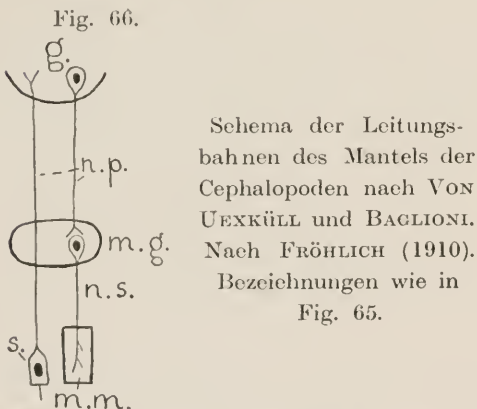 Fig. 66.
g.
n.p.
m.g.
n.s.
s.
m.m.
Schema der Leitungs-
bahnen des Mantels der
Cephalopoden nach VON
UEXKÜLL und BAGLIONI.
Nach FRÖHLICH (1910).
Bezeichnungen wie in
Fig. 65.